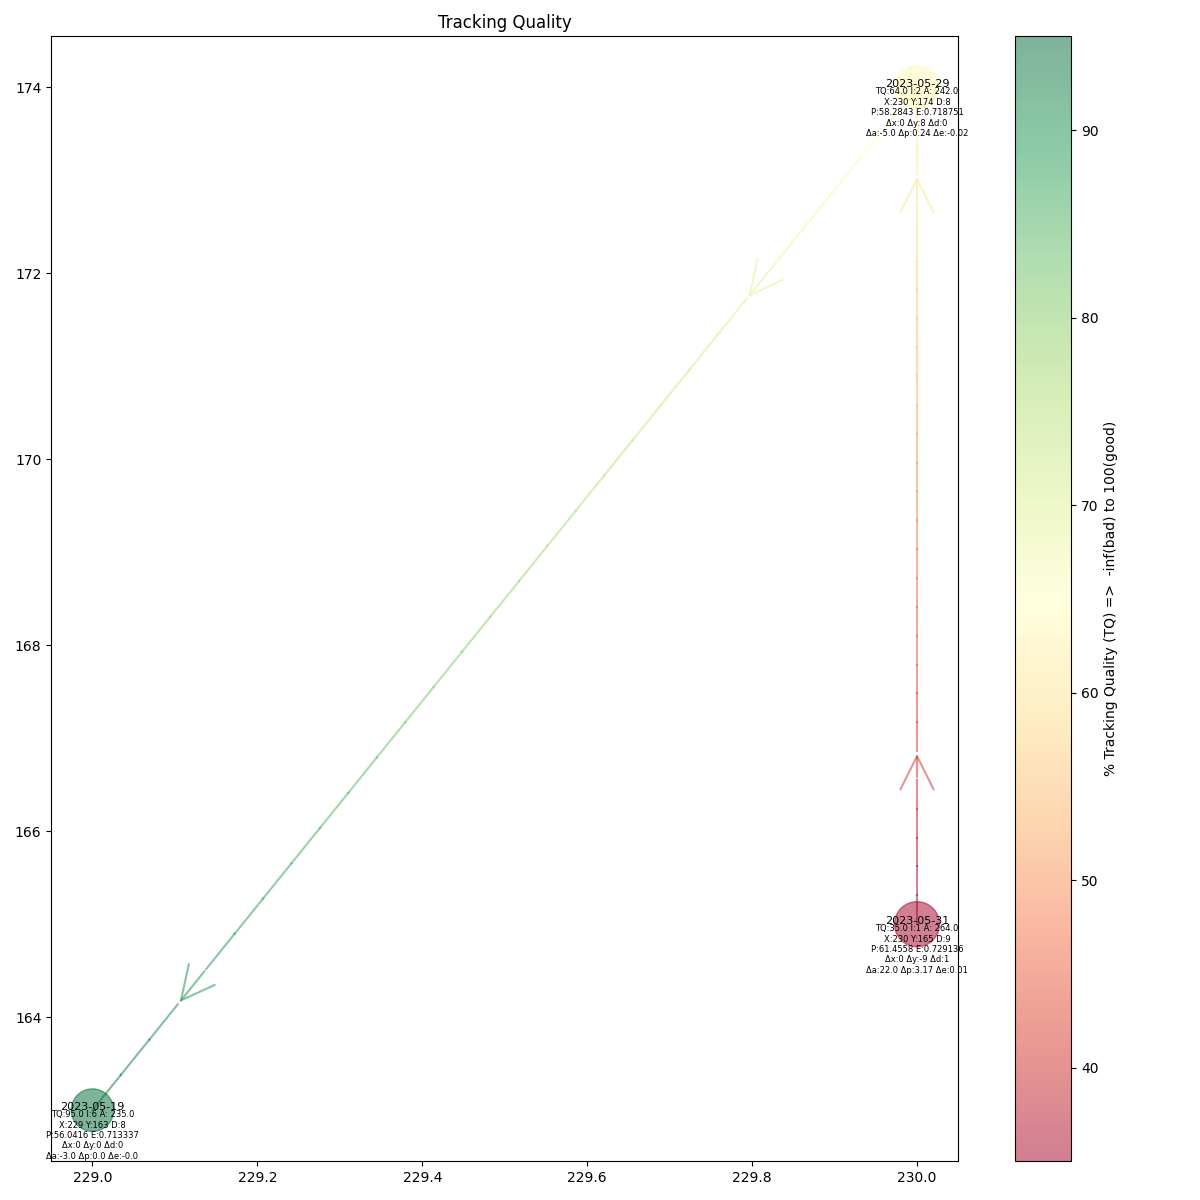 Tracking Quality
174
172
170
168
166
164
229.0
229.2
229.4
229.6
229.8
230.0
2023-05-29
TQ:64.0 I:2 A: 242.0
X:230 Y:174 D:8
P:58.2843 E:0.718751
Δx:0 Δy:8 Δd:0
Δa:-5.0 Δp:0.24 Δe:-0.02
2023-05-31
TQ:35.0 I:1 A: 264.0
X:230 Y:165 D:9
P:61.4558 E:0.729136
Δx:0 Δy:-9 Δd:1
Δa:22.0 Δp:3.17 Δe:0.01
2023-05-19
TQ:95.0 I:6 A: 235.0
X:229 Y:163 D:8
P:56.0416 E:0.713337
Δx:0 Δy:0 Δd:0
Δa:-3.0 Δp:0.0 Δe:-0.0
90
80
70
60
50
40
% Tracking Quality (TQ) => -inf(bad) to 100(good)